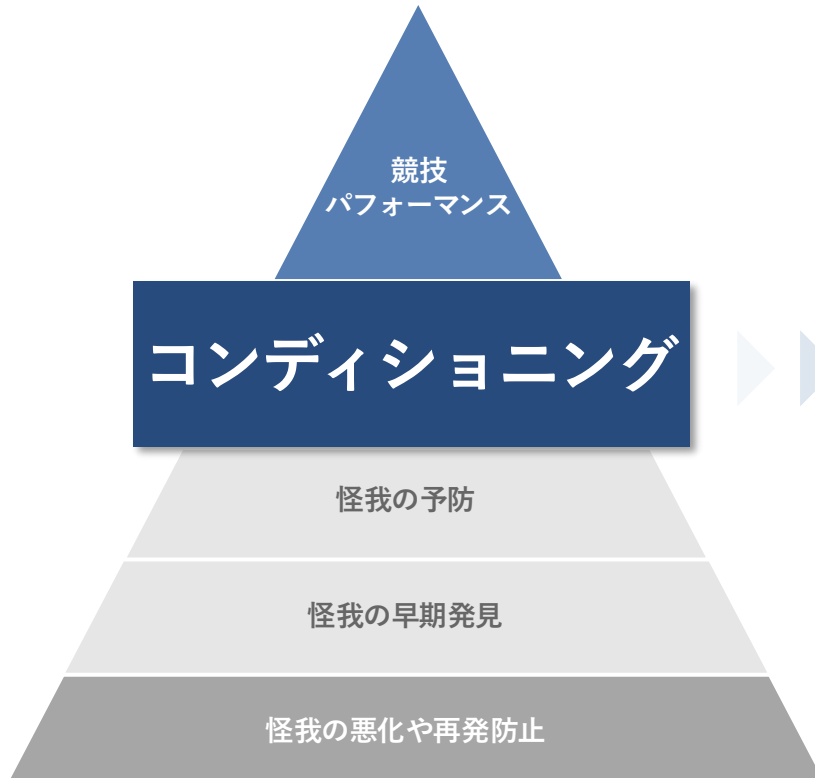 競技
パフォーマンス
コンディショニング
怪我の予防
怪我の早期発見
怪我の悪化や再発防止